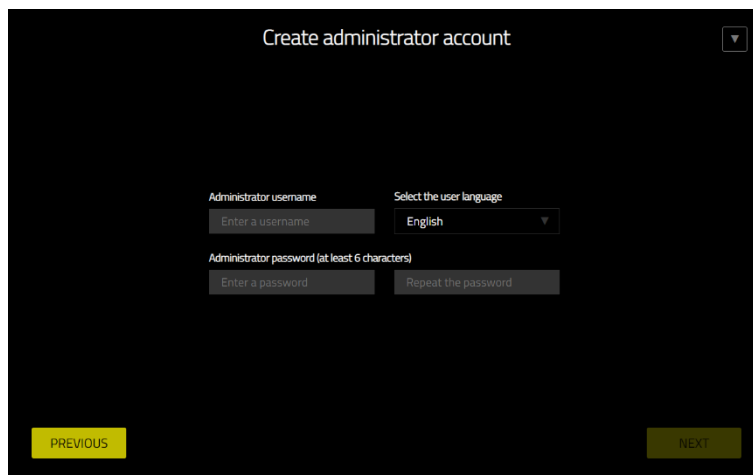 Create administrator account
Administrator username
Select the user language
Enter a username
English
Administrator password (at least 6 characters)
Enter a password
Repeat the password
PREVIOUS
NEXT